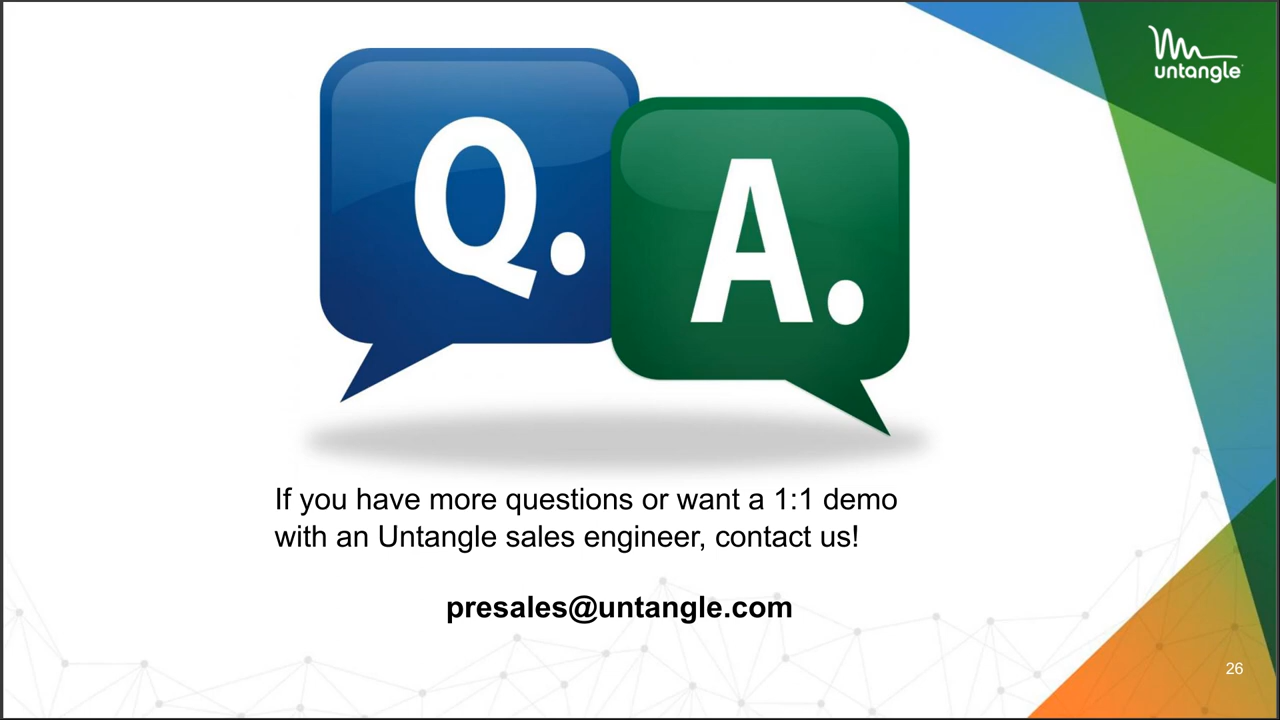 untangle
Q.
A.
If you have more questions or want a 1:1 demo
with an Untangle sales engineer, contact us!
presales@untangle.com
26